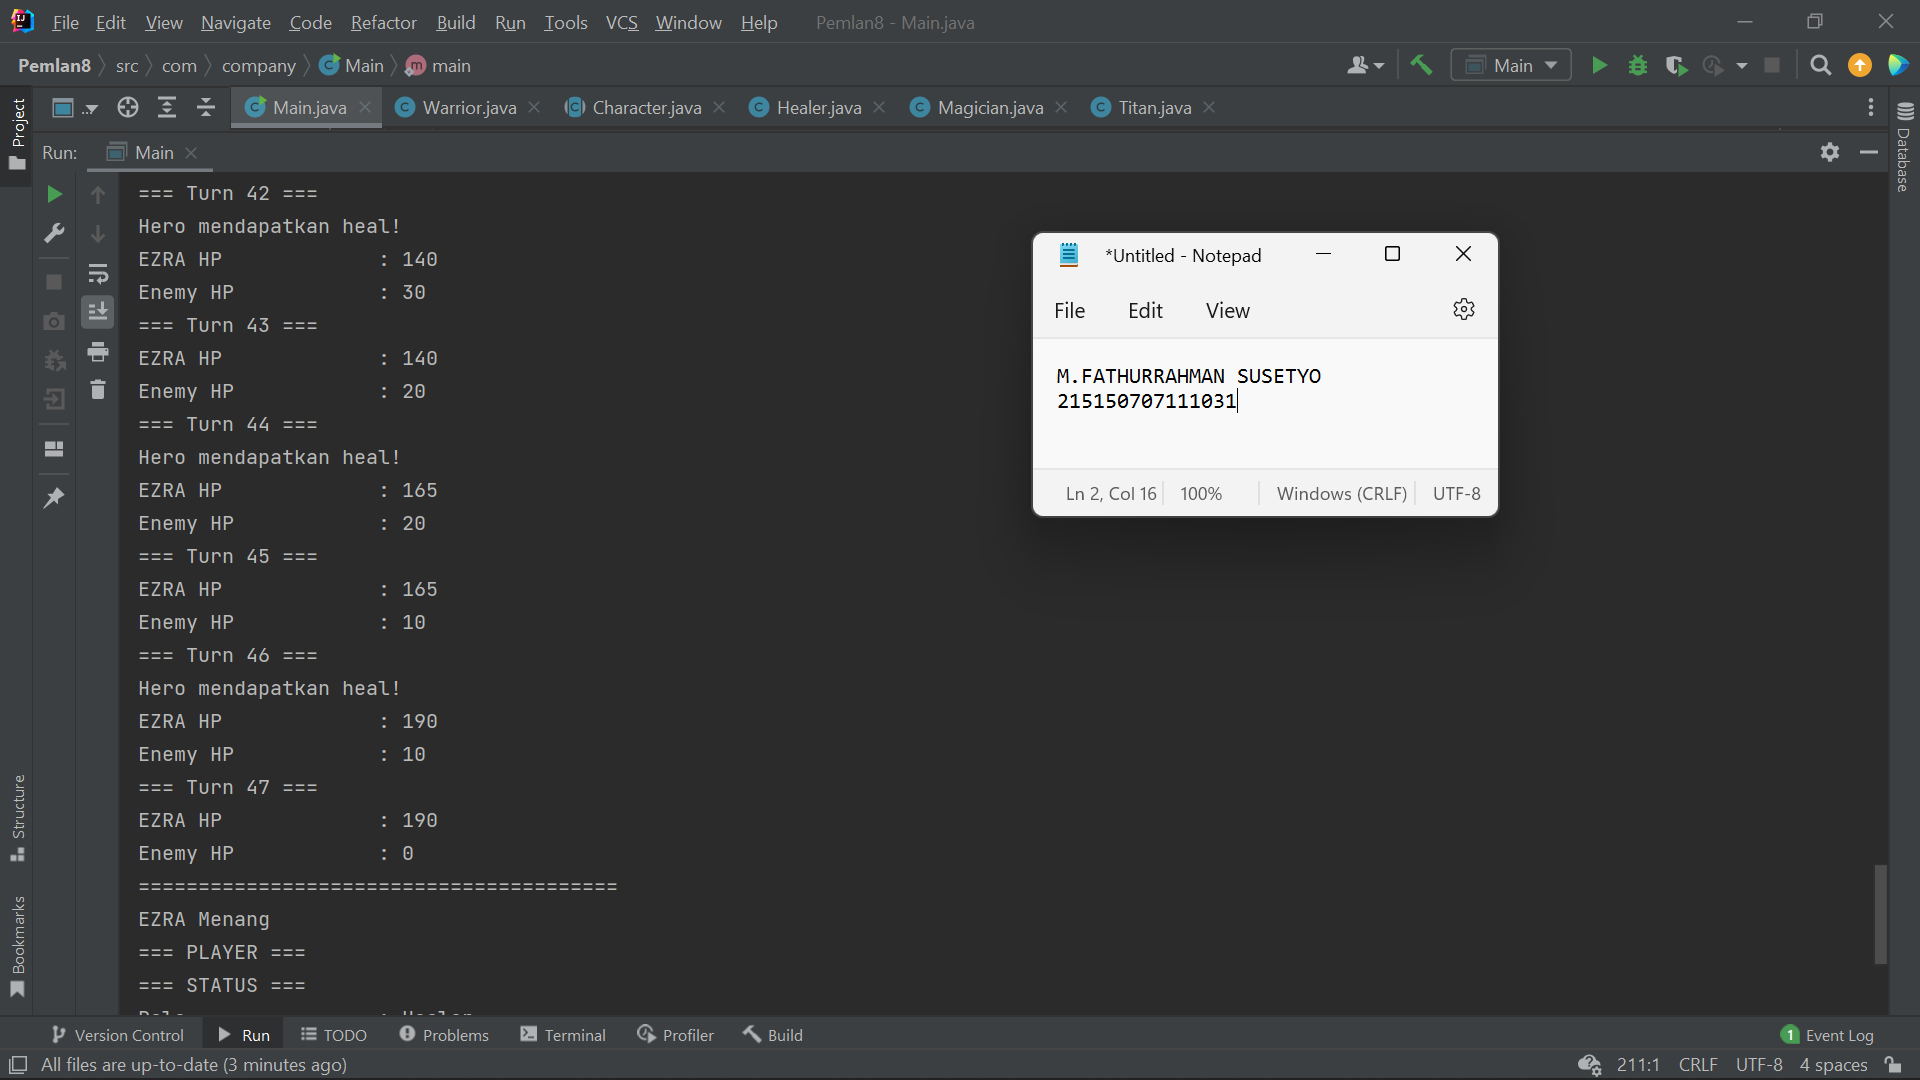 File Edit View Navigate Code Refactor Build Run Tools VCS Window Help Pemlan8 - Main.java
Pemlan8 src com company Main main Main
Project .. Main.java Warrior.java Character.java Healer.java Magician.java Titan.java
Database
Run: Main
=== Turn 42 ===
Hero mendapatkan heal!
EZRA HP : 140
Enemy HP : 30
=== Turn 43 ===
EZRA HP : 140
Enemy HP : 20
=== Turn 44 ===
Hero mendapatkan heal!
EZRA HP : 165
Enemy HP : 20
=== Turn 45 ===
EZRA HP : 165
Enemy HP : 10
=== Turn 46 ===
Hero mendapatkan heal!
EZRA HP : 190
Enemy HP : 10
=== Turn 47 ===
EZRA HP : 190
Enemy HP : 0
========================================
EZRA Menang
=== PLAYER ===
=== STATUS ===
*Untitled - Notepad
File Edit View
M.FATHURRAHMAN SUSETYO
215150707111031
Ln 2, Col 16 100% Windows (CRLF) UTF-8
Structure
Bookmarks
Version Control Run TODO Problems Terminal Profiler Build 1 Event Log
All files are up-to-date (3 minutes ago) 211:1 CRLF UTF-8 4 spaces